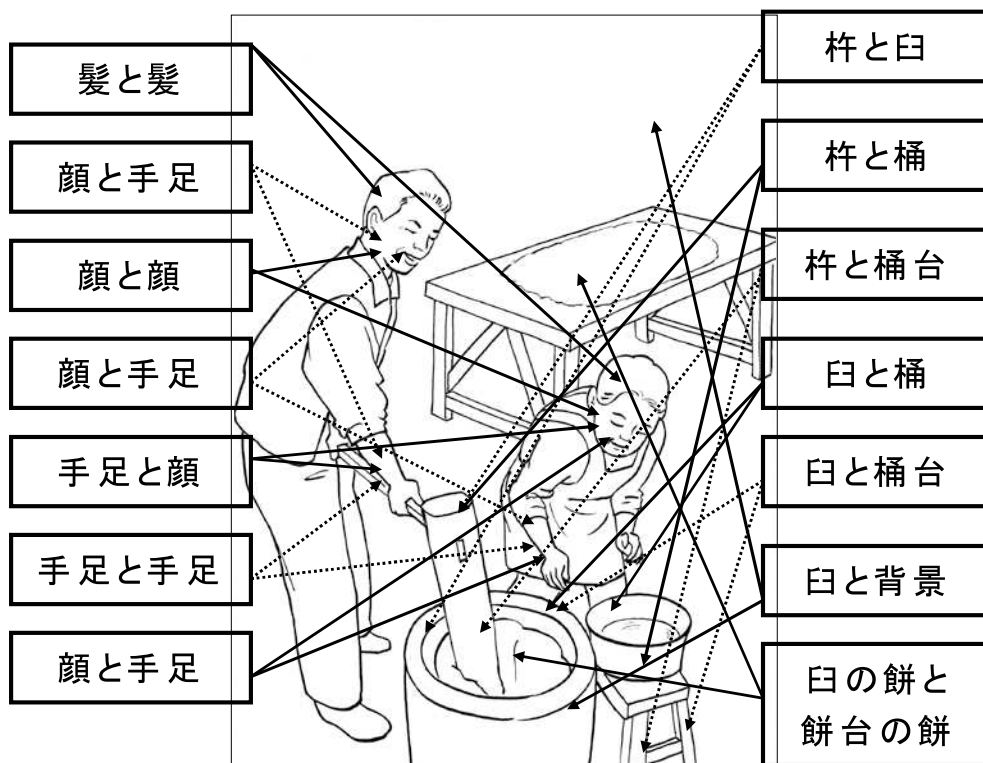 髪と髪
顔と手足
顔と顔
顔と手足
手足と顔
手足と手足
顔と手足
杵と臼
杵と桶
杵と桶台
臼と桶
臼と桶台
臼と背景
臼の餅と
餅台の餅